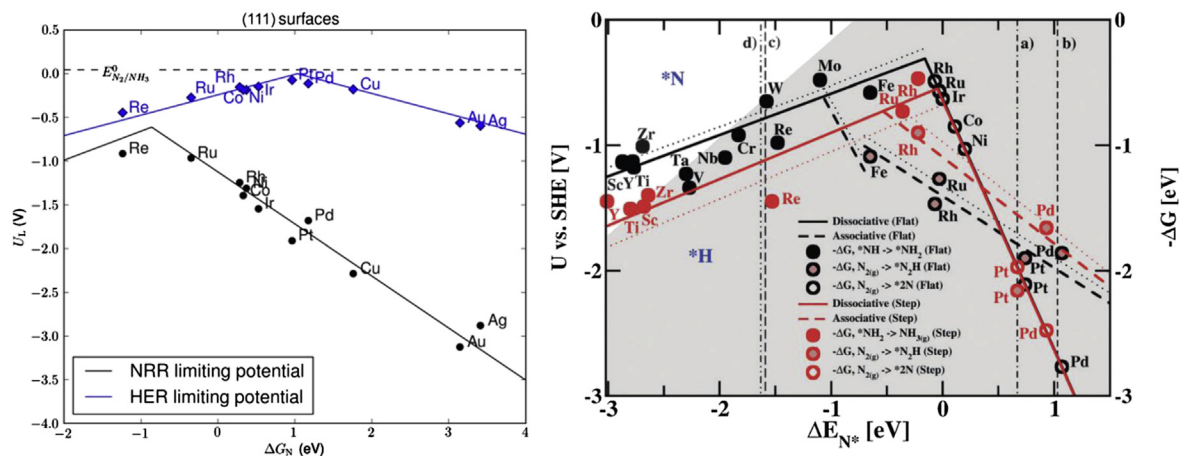 (111) surfaces
0.5
0.0
−0.5
−1.0
−1.5
−2.0
−2.5
−3.0
−3.5
−4.0
U_L (V)
E⁰_{N₂/NH₃}
Re
Ru
Rh
Co
Ni
Ir
Pt
Pd
Cu
Au
Ag
Re
Ru
Rh
Co
Ir
Pd
Pt
Cu
Ag
Au
NRR limiting potential
HER limiting potential
−2
−1
0
1
2
3
4
ΔG_N (eV)
-1
-2
-3
U vs. SHE [V]
*N
*H
d)
c)
a)
b)
Mo
W
Fe
Rh
Ru
Ir
Ru
Rh
Zr
Cr
Re
Co
Ni
Sc
Y
Ti
Ta
Nb
V
Rh
Fe
Ru
Rh
Zr
Y
Ti
Sc
Re
Pd
Pd
Pt
Pt
Pt
Pt
Pd
Pd
Dissociative (Flat)
Associative (Flat)
-ΔG, *NH -> *NH₂ (Flat)
-ΔG, N₂(g) -> *N₂H (Flat)
-ΔG, N₂(g) -> *2N (Flat)
Dissociative (Step)
Associative (Step)
-ΔG, *NH₂ -> NH₃(g) (Step)
-ΔG, N₂(g) -> *N₂H (Step)
-ΔG, N₂(g) -> *2N (Step)
-3
-2
-1
0
1
ΔE_N* [eV]
0
-1
-2
-3
-ΔG [eV]